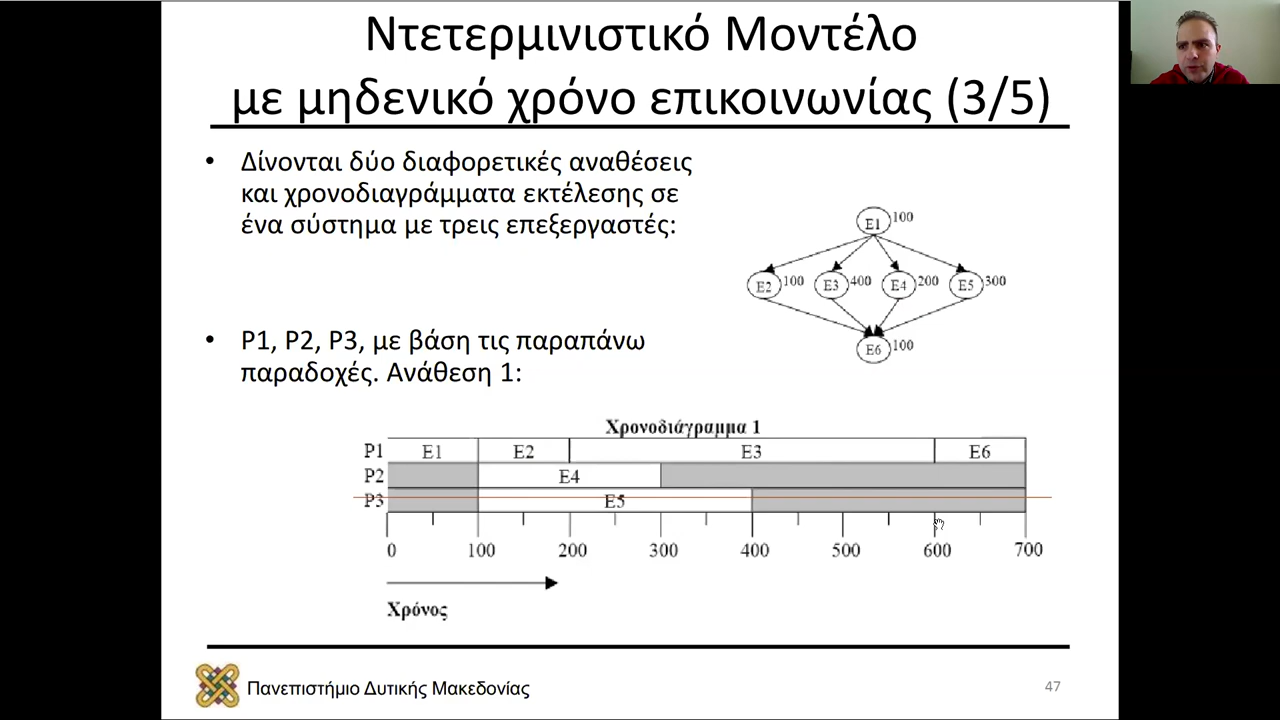 Ντετερμινιστικό Μοντέλο
με μηδενικό χρόνο επικοινωνίας (3/5)
• Δίνονται δύο διαφορετικές αναθέσεις
και χρονοδιαγράμματα εκτέλεσης σε
ένα σύστημα με τρεις επεξεργαστές:
E1 100
E2 100 E3 400 E4 200 E5 300
E6 100
• P1, P2, P3, με βάση τις παραπάνω
παραδοχές. Ανάθεση 1:
Χρονοδιάγραμμα 1
P1 E1 E2 E3 E6
P2 E4
P3 E5
0 100 200 300 400 500 600 700
Χρόνος
Πανεπιστήμιο Δυτικής Μακεδονίας
47